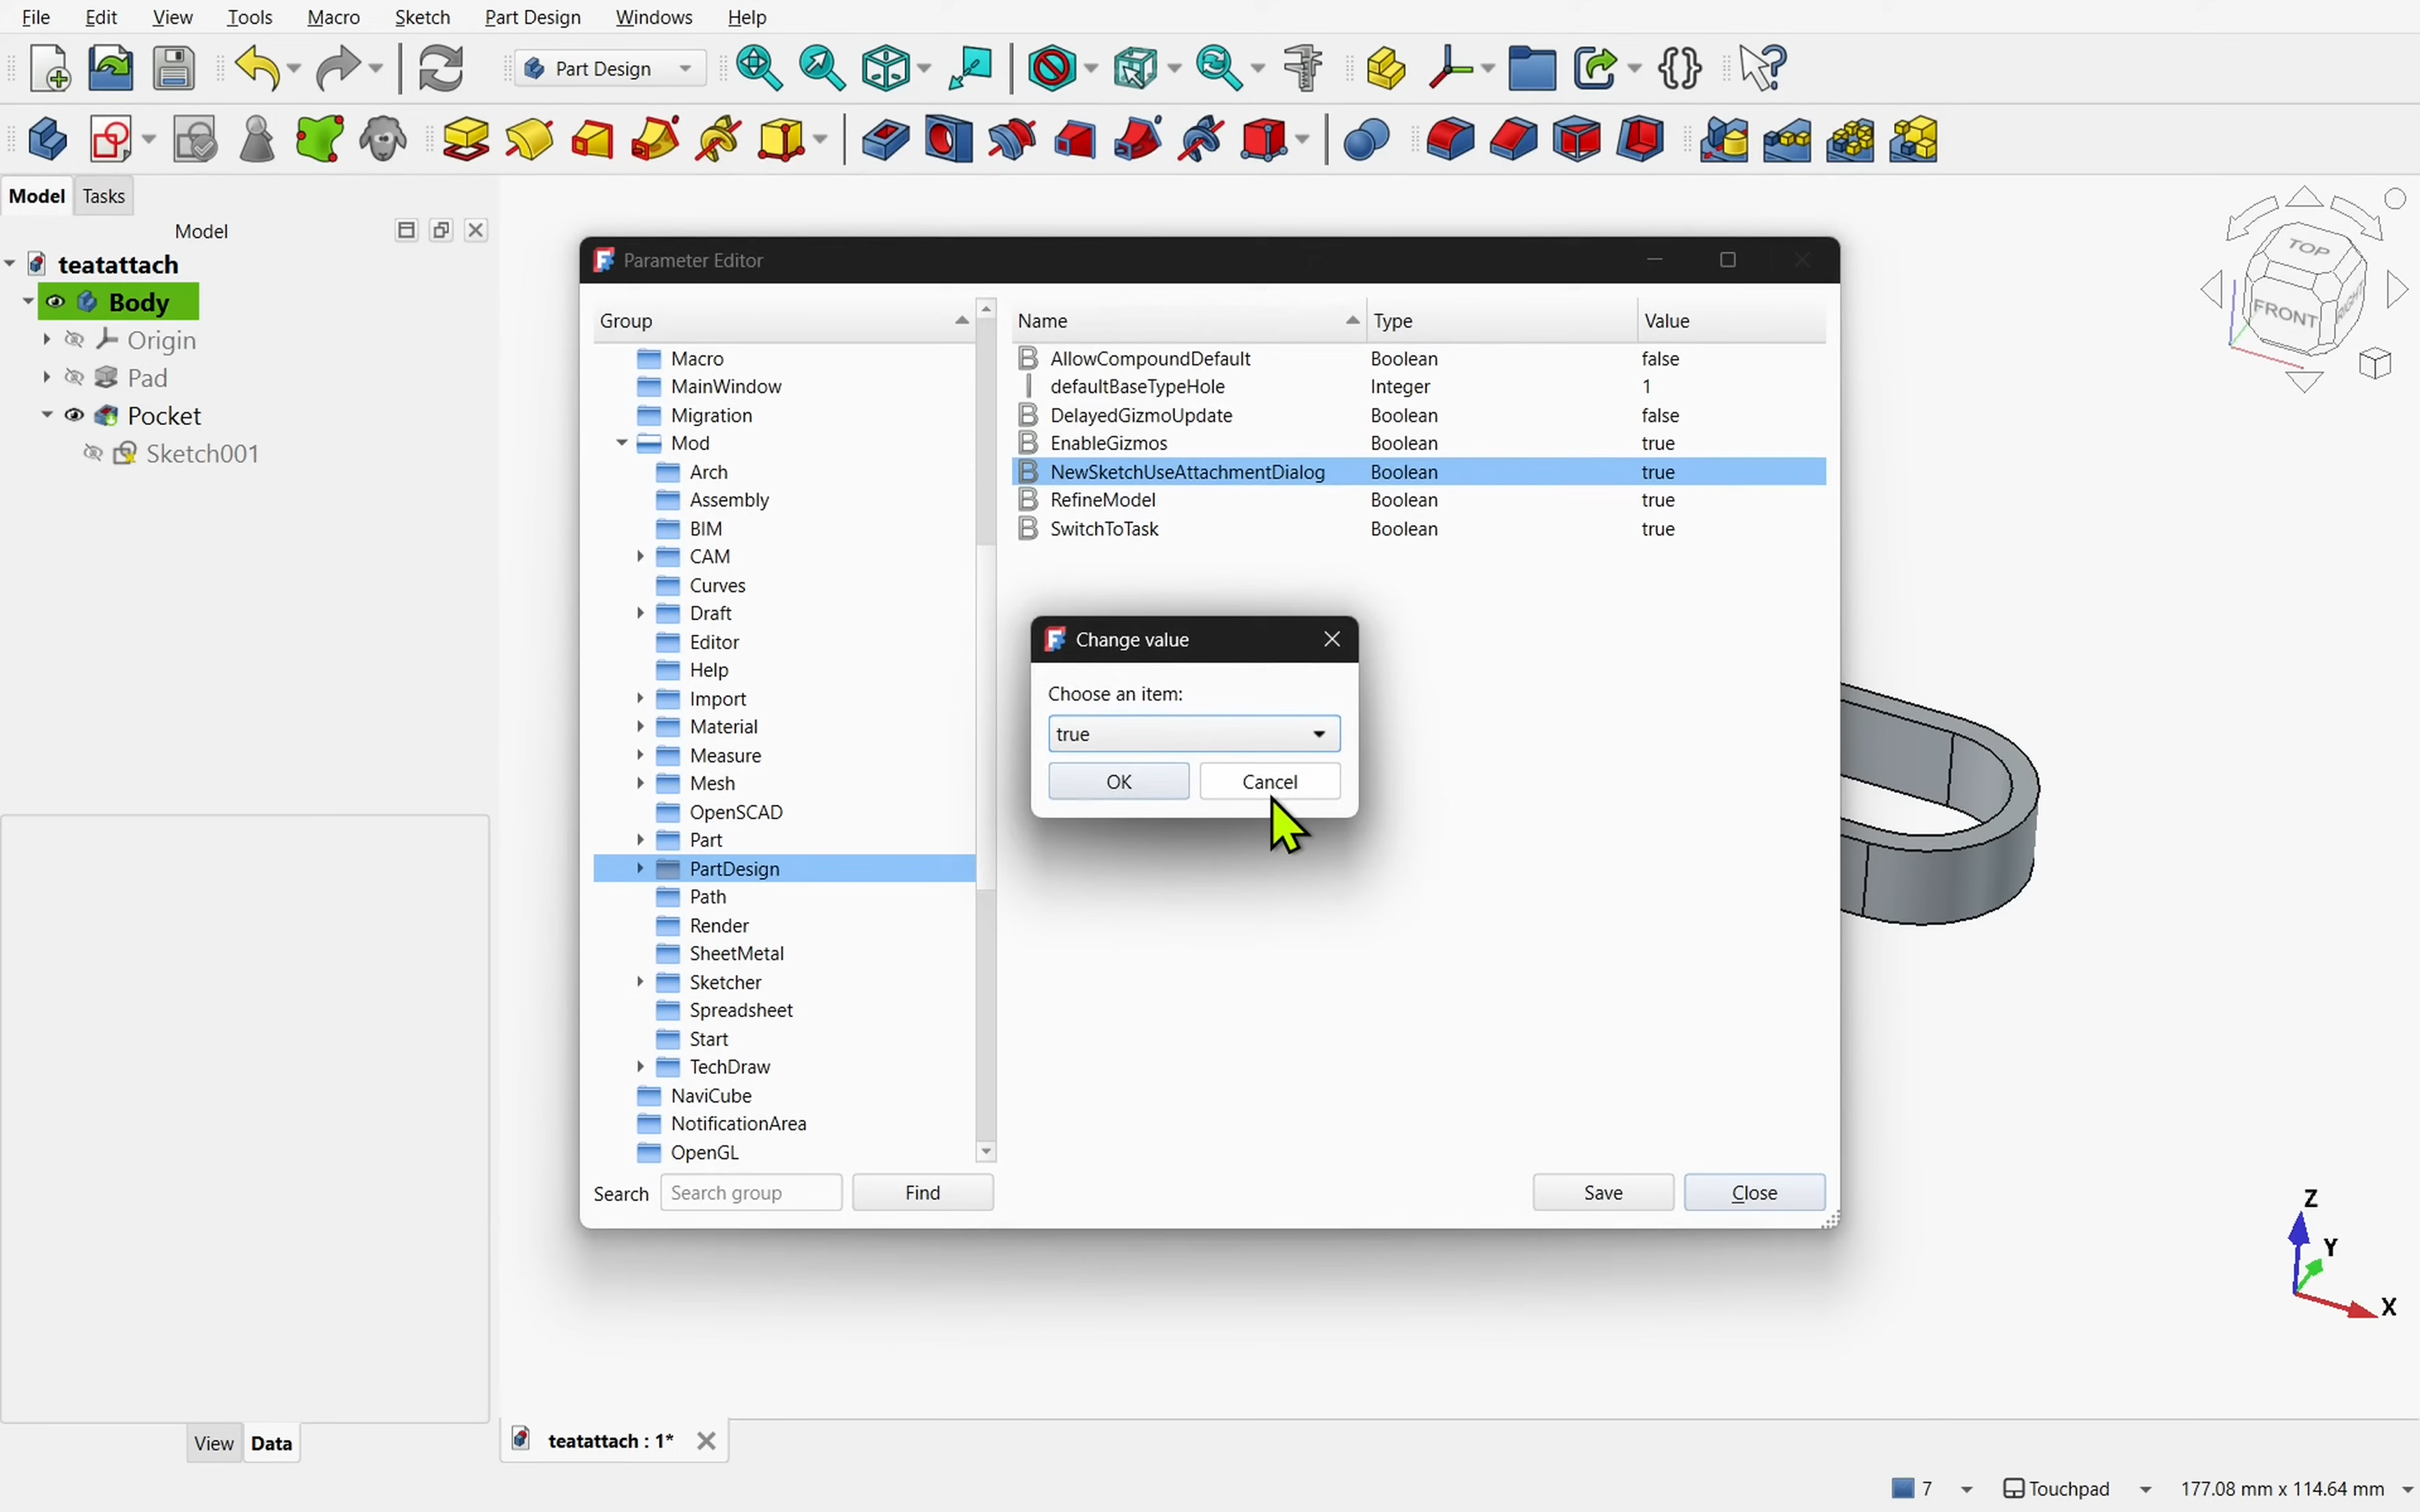 File Edit View Tools Macro Sketch Part Design Windows Help
Part Design
Model Tasks
Model
teatattach
Body
Origin
Pad
Pocket
Sketch001
Parameter Editor
Group
Macro
MainWindow
Migration
Mod
Arch
Assembly
BIM
CAM
Curves
Draft
Editor
Help
Import
Material
Measure
Mesh
OpenSCAD
Part
PartDesign
Path
Render
SheetMetal
Sketcher
Spreadsheet
Start
TechDraw
NaviCube
NotificationArea
OpenGL
Search Search group Find
Name Type Value
AllowCompoundDefault Boolean false
defaultBaseTypeHole Integer 1
DelayedGizmoUpdate Boolean false
EnableGizmos Boolean true
NewSketchUseAttachmentDialog Boolean true
RefineModel Boolean true
SwitchToTask Boolean true
Change value
Choose an item:
true
OK Cancel
Save Close
TOP
FRONT
RIGHT
Z
Y
X
View Data
teatattach : 1*
7 Touchpad 177.08 mm x 114.64 mm